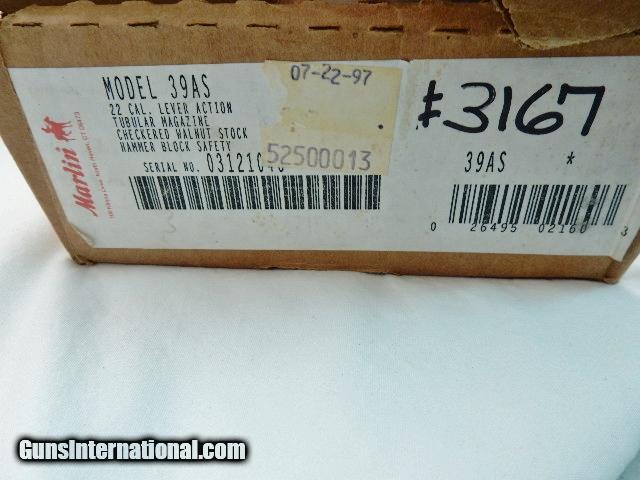 MODEL 39AS
22 CAL. LEVER ACTION
TUBULAR MAGAZINE
CHECKERED WALNUT STOCK
HAMMER BLOCK SAFETY
SERIAL NO.
07-22-97
52500013
#3167
39AS *
0 26495 02160 3
Marlin
GunsInternational.com